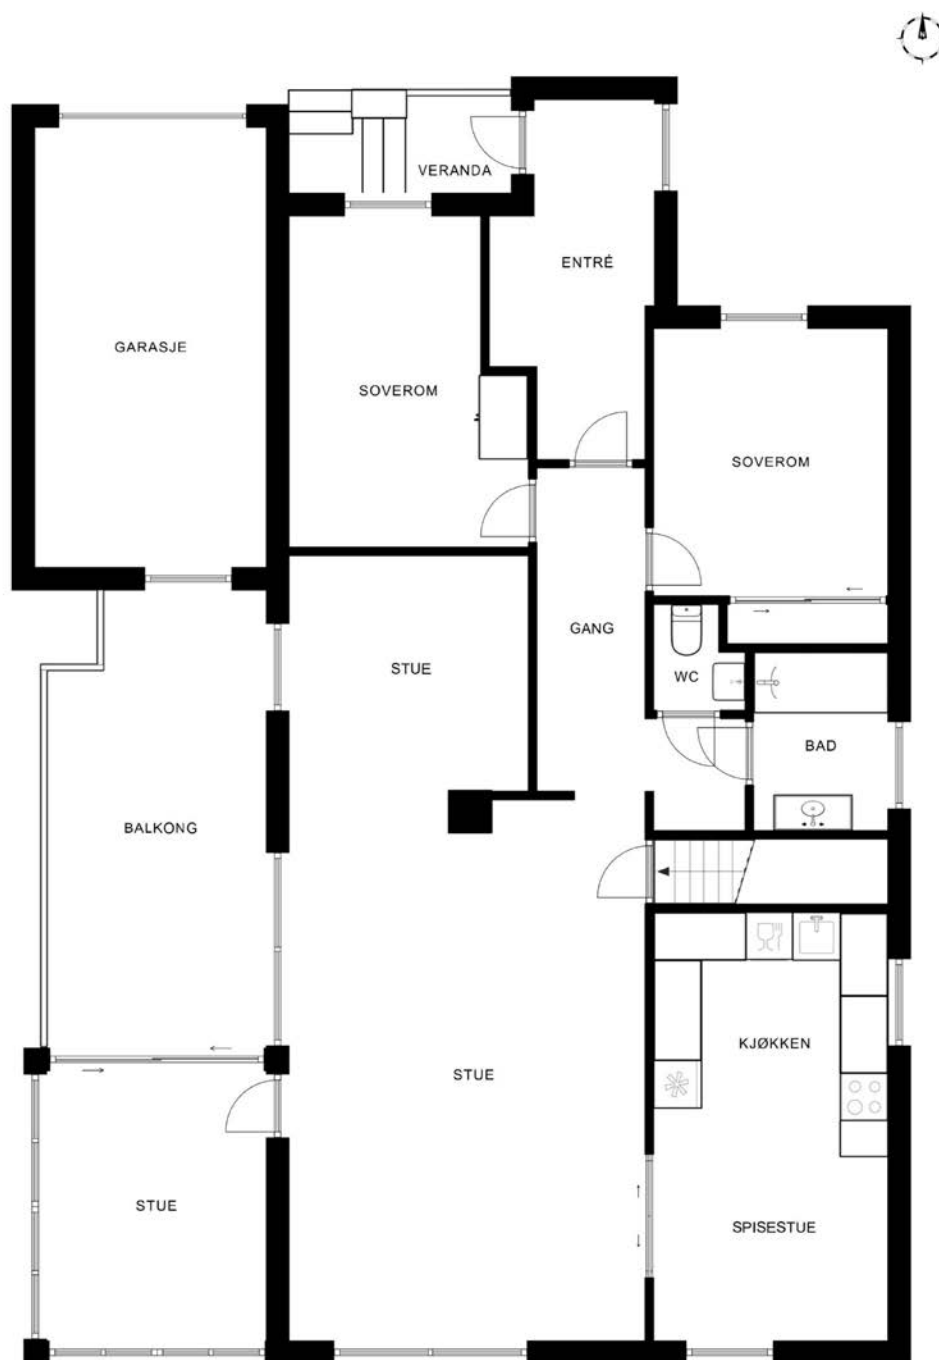 VERANDA
ENTRÉ
GARASJE
SOVEROM
SOVEROM
GANG
STUE
WC
BAD
BALKONG
KJØKKEN
STUE
STUE
SPISESTUE